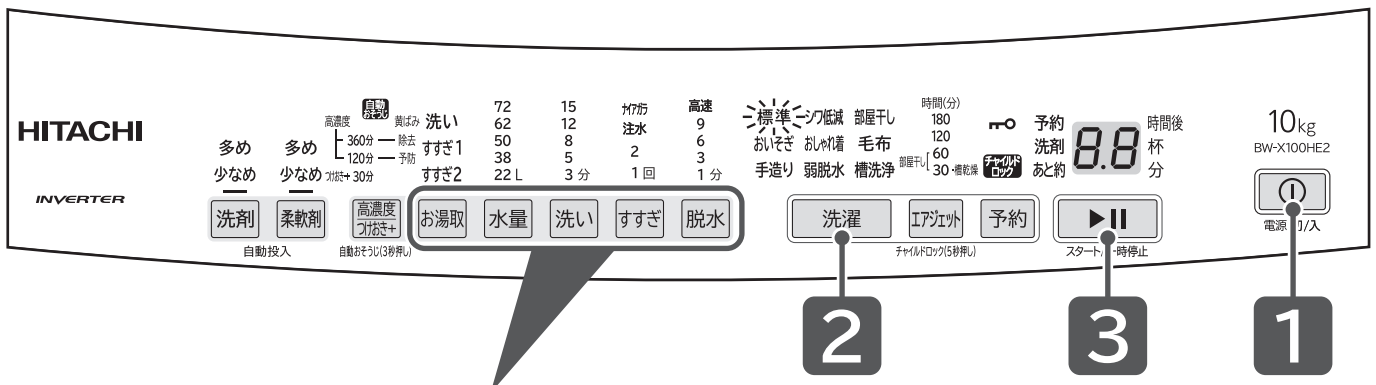 HITACHI
INVERTER
多め 多め
少なめ 少なめ
洗剤 柔軟剤
自動投入
自動おそうじ
高濃度 黄ばみ
360分 除去
120分 予防
つけおき+ 30分
高濃度
つけおき+
自動おそうじ(3秒押し)
洗い
すすぎ1
すすぎ2
お湯取
72
62
50
38
22 L
水量
15
12
8
5
3 分
洗い
ナイアガラ
注水
2
1 回
すすぎ
高速
9
6
3
1 分
脱水
標準 シワ低減 部屋干し
おいそぎ おしゃれ着 毛布
手造り 弱脱水 槽洗浄
時間(分)
180
120
部屋干し 60
30・槽乾燥
チャイルドロック
洗濯 エアジェット 予約
チャイルドロック(5秒押し)
予約 時間後
洗剤 8.8 杯
あと約 分
スタート/一時停止
10kg
BW-X100HE2
電源 切/入
2
3
1